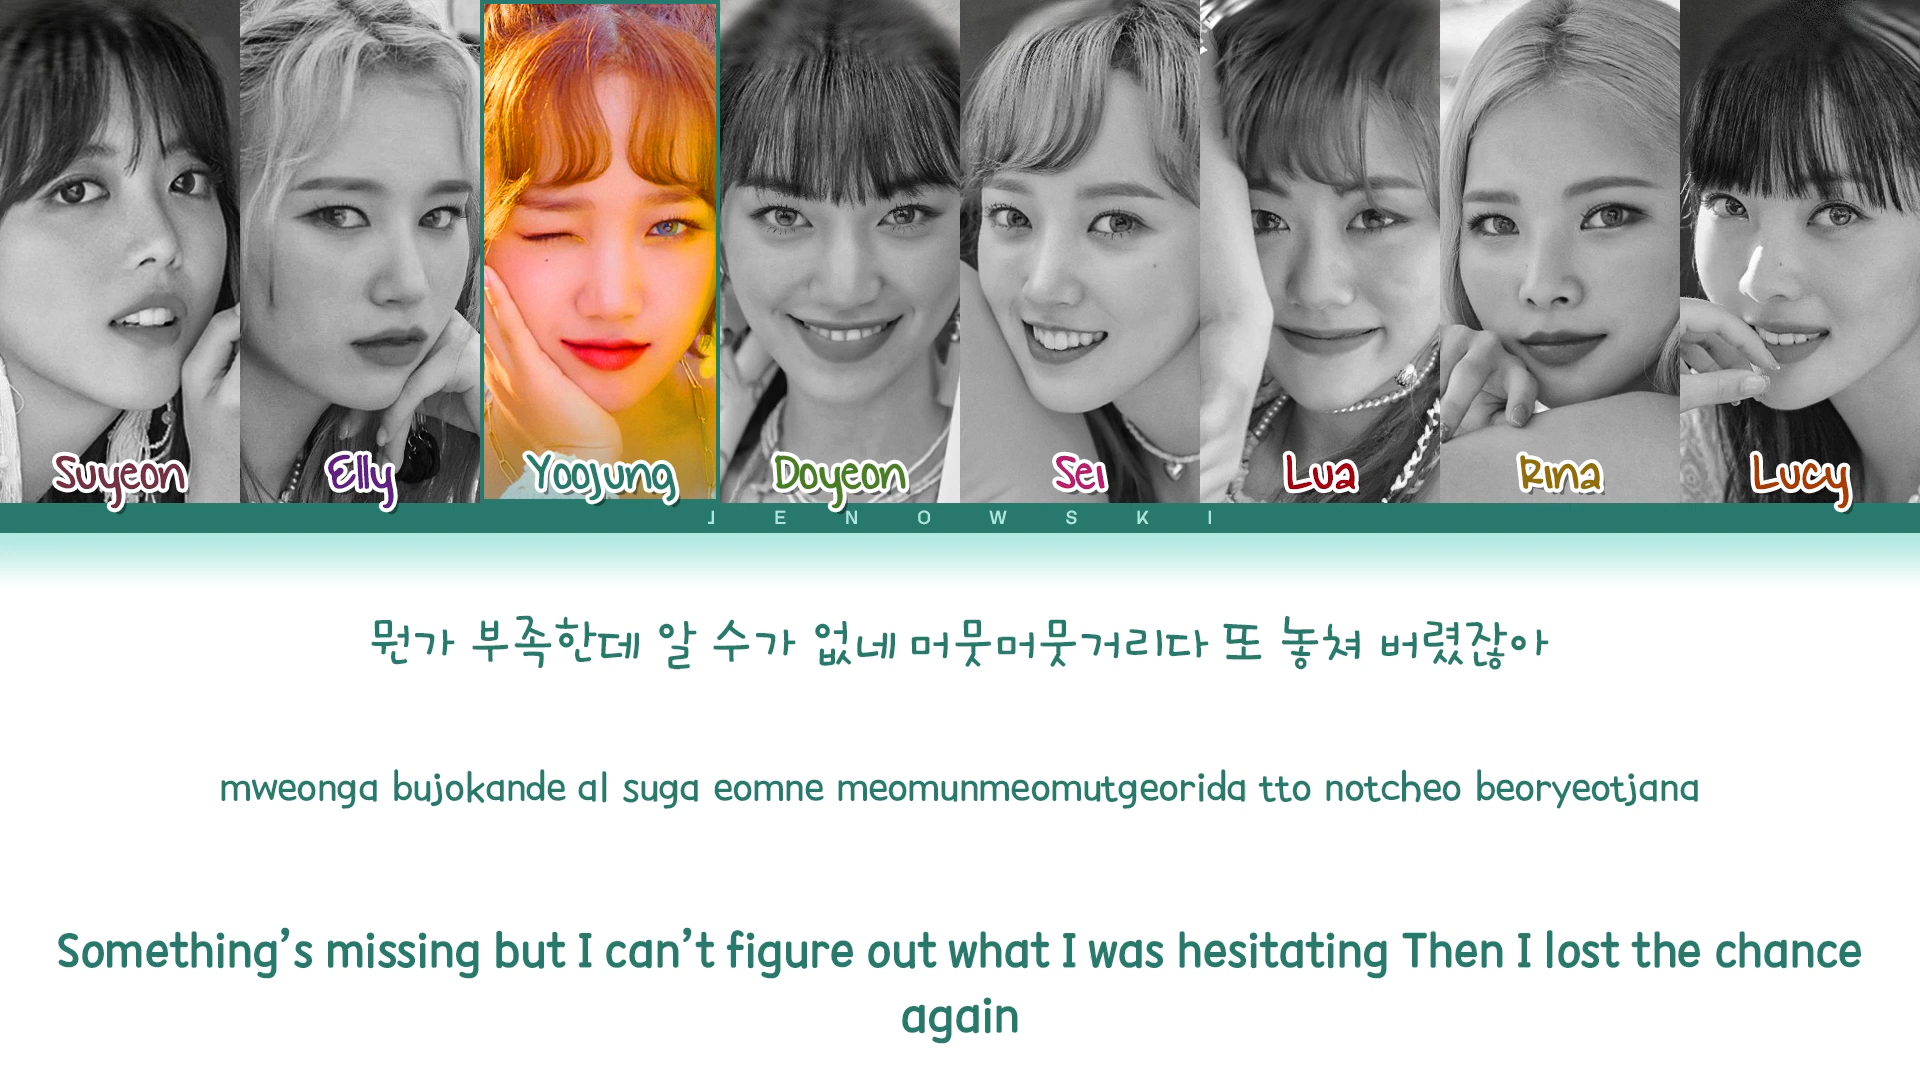 Suyeon Elly Yoojung Doyeon Sei Lua Rina Lucy
JENOWSKI
뭔가 부족한데 알 수가 없네 머뭇머뭇거리다 또 놓쳐 버렸잖아
mweonga bujokande al suga eomne meomunmeomutgeorida tto notcheo beoryeotjana
Something's missing but I can't figure out what I was hesitating Then I lost the chance
again